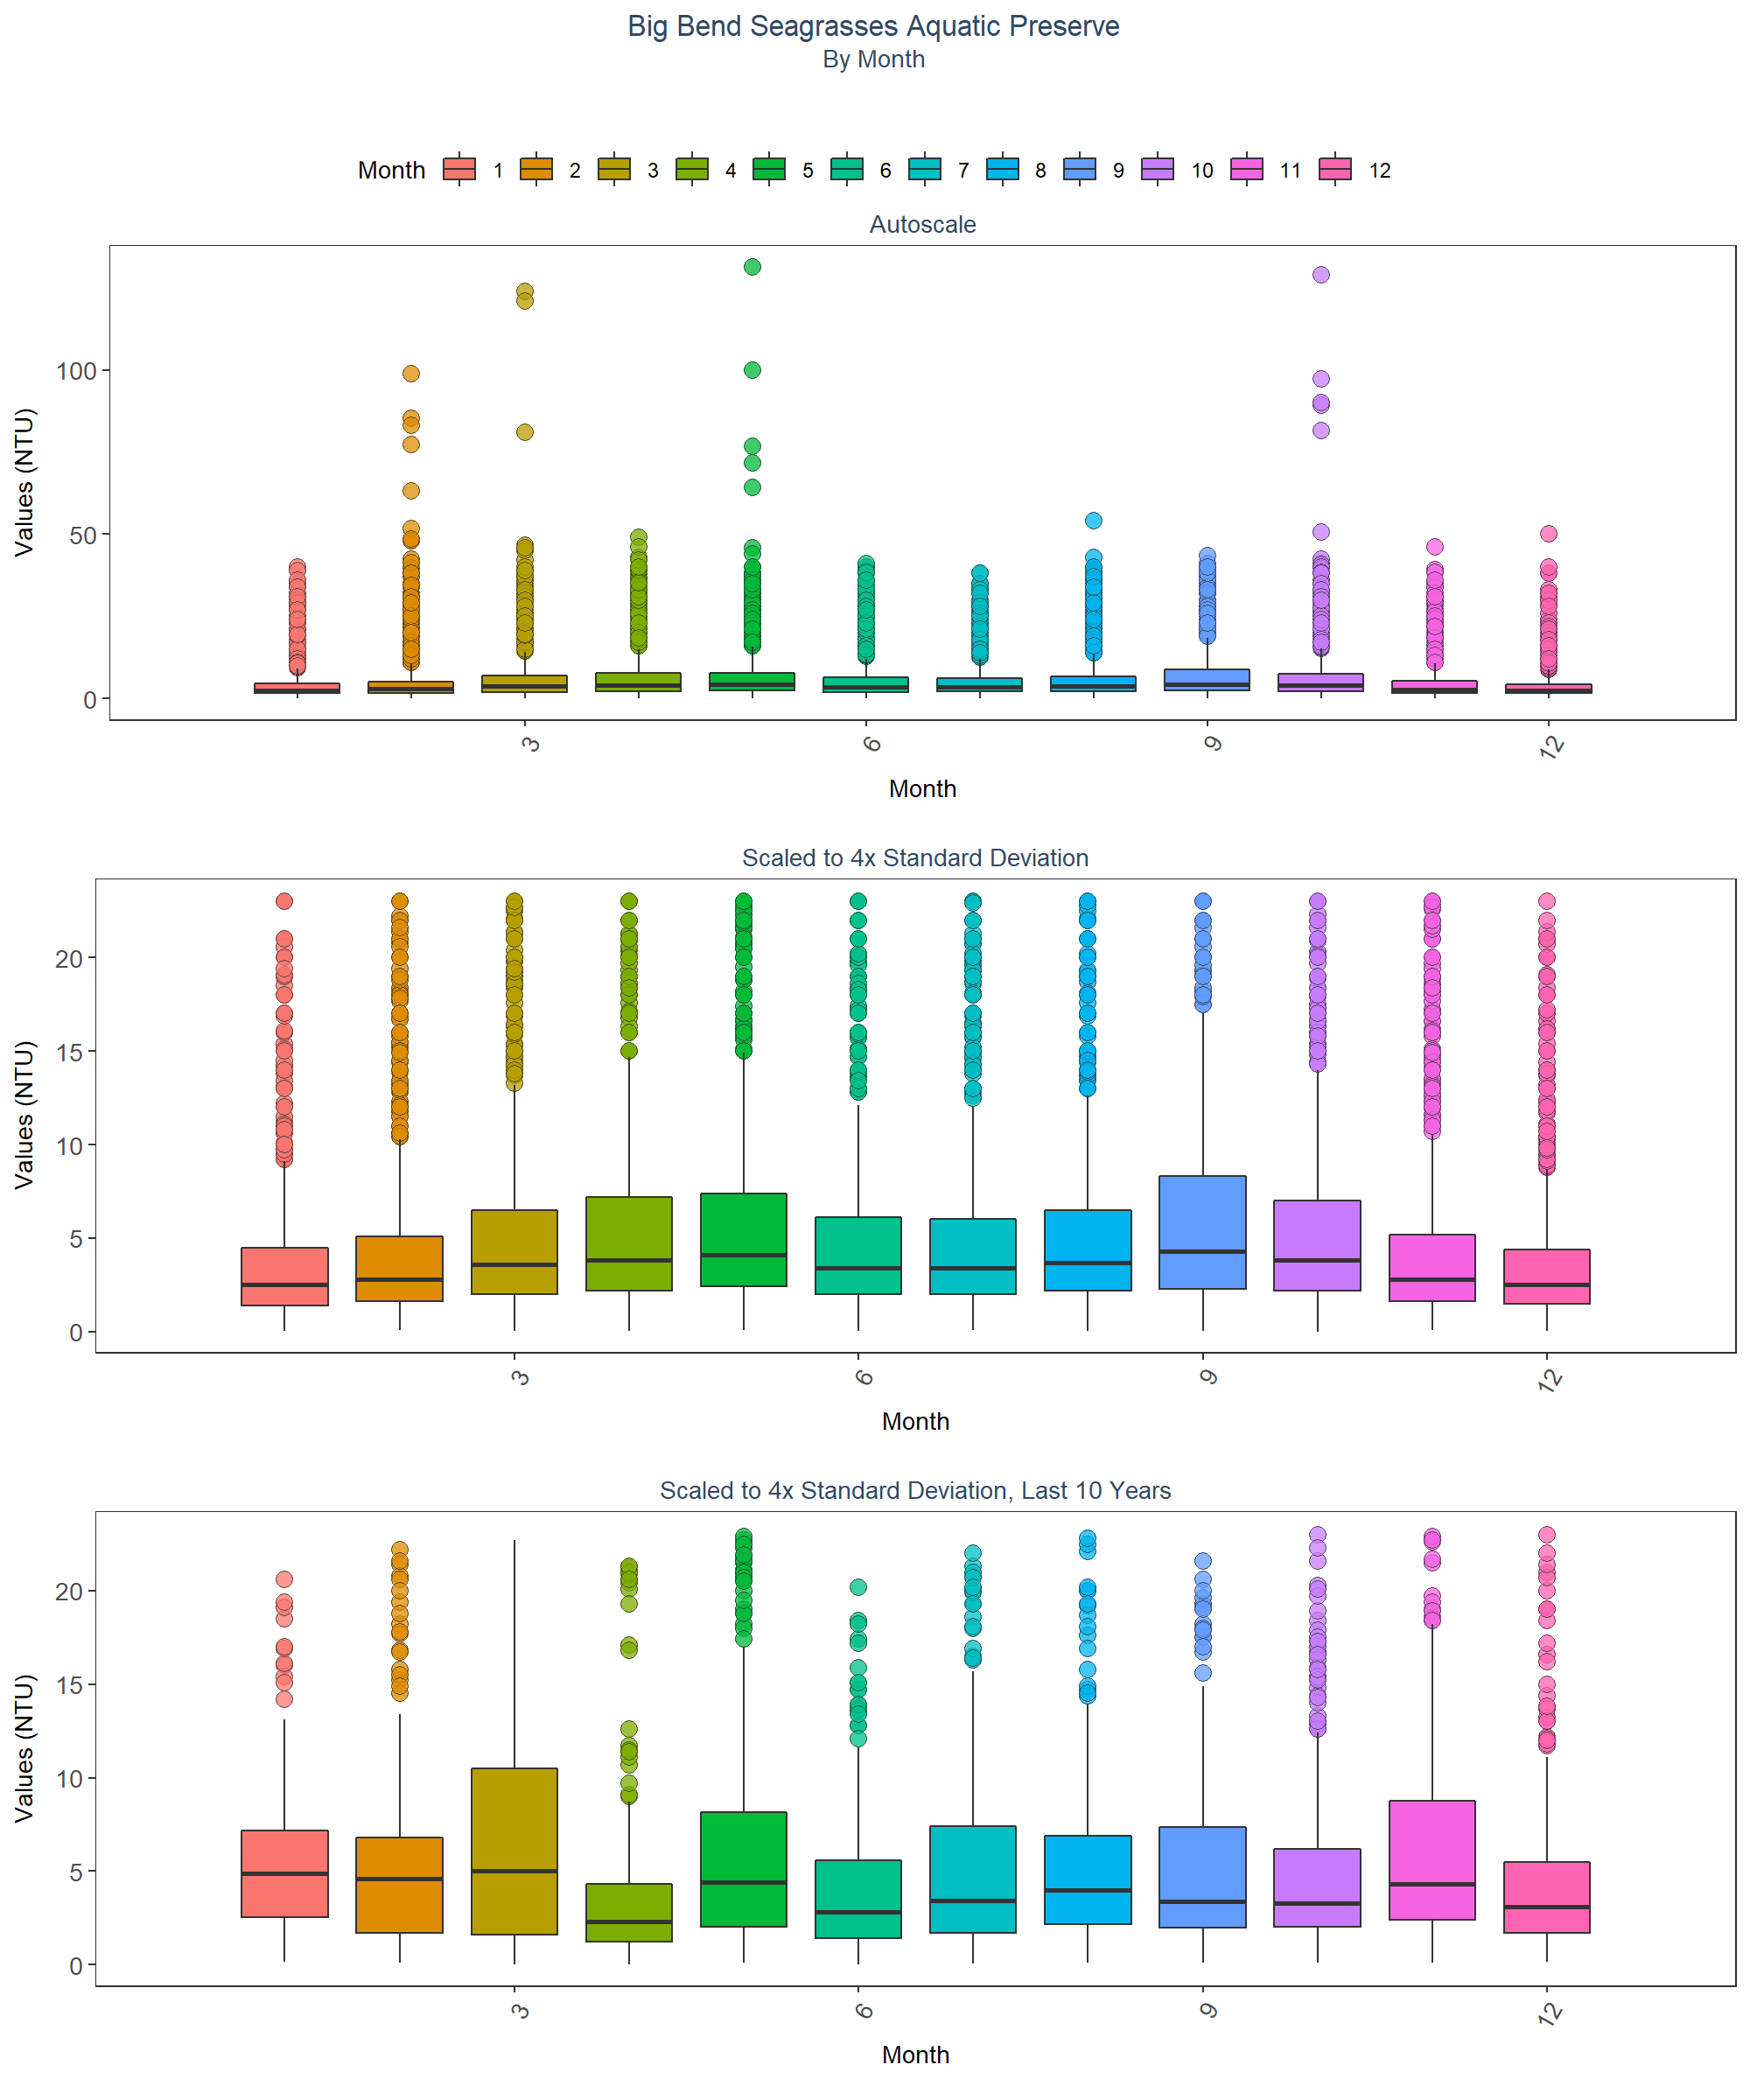 Big Bend Seagrasses Aquatic Preserve
By Month
Month 1 2 3 4 5 6 7 8 9 10 11 12
Autoscale
Values (NTU)
100
50
0
3 6 9 12
Month
Scaled to 4x Standard Deviation
Values (NTU)
20
15
10
5
0
3 6 9 12
Month
Scaled to 4x Standard Deviation, Last 10 Years
Values (NTU)
20
15
10
5
0
3 6 9 12
Month